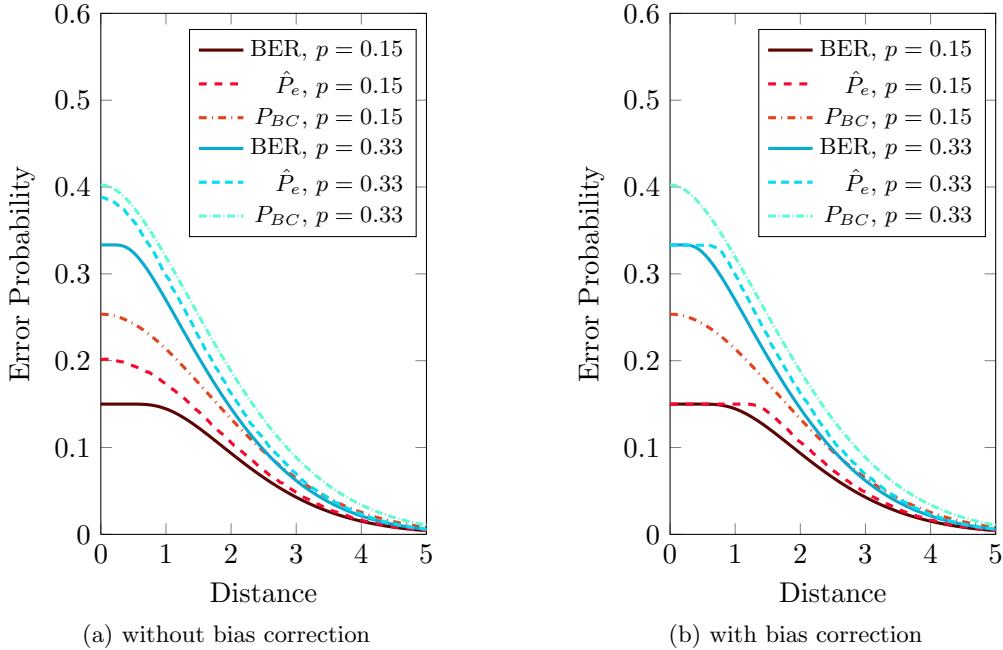 0.6
0.5
0.4
0.3
0.2
0.1
0
Error Probability
BER, p = 0.15
P̂e, p = 0.15
PBC, p = 0.15
BER, p = 0.33
P̂e, p = 0.33
PBC, p = 0.33
0 1 2 3 4 5
Distance
(a) without bias correction
0.6
0.5
0.4
0.3
0.2
0.1
0
Error Probability
BER, p = 0.15
P̂e, p = 0.15
PBC, p = 0.15
BER, p = 0.33
P̂e, p = 0.33
PBC, p = 0.33
0 1 2 3 4 5
Distance
(b) with bias correction